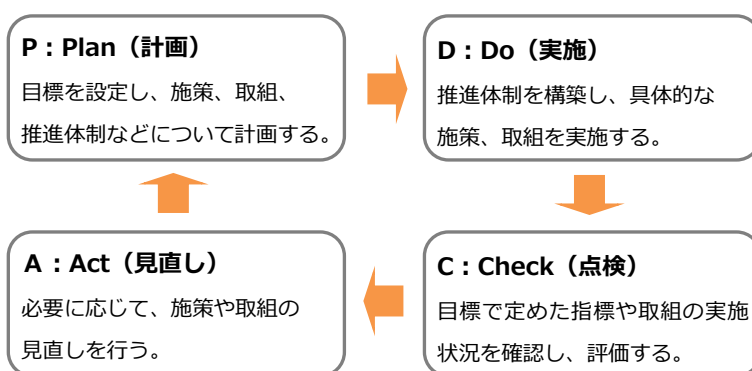 P：Plan（計画）
目標を設定し、施策、取組、
推進体制などについて計画する。
D：Do（実施）
推進体制を構築し、具体的な
施策、取組を実施する。
A：Act（見直し）
必要に応じて、施策や取組の
見直しを行う。
C：Check（点検）
目標で定めた指標や取組の実施
状況を確認し、評価する。